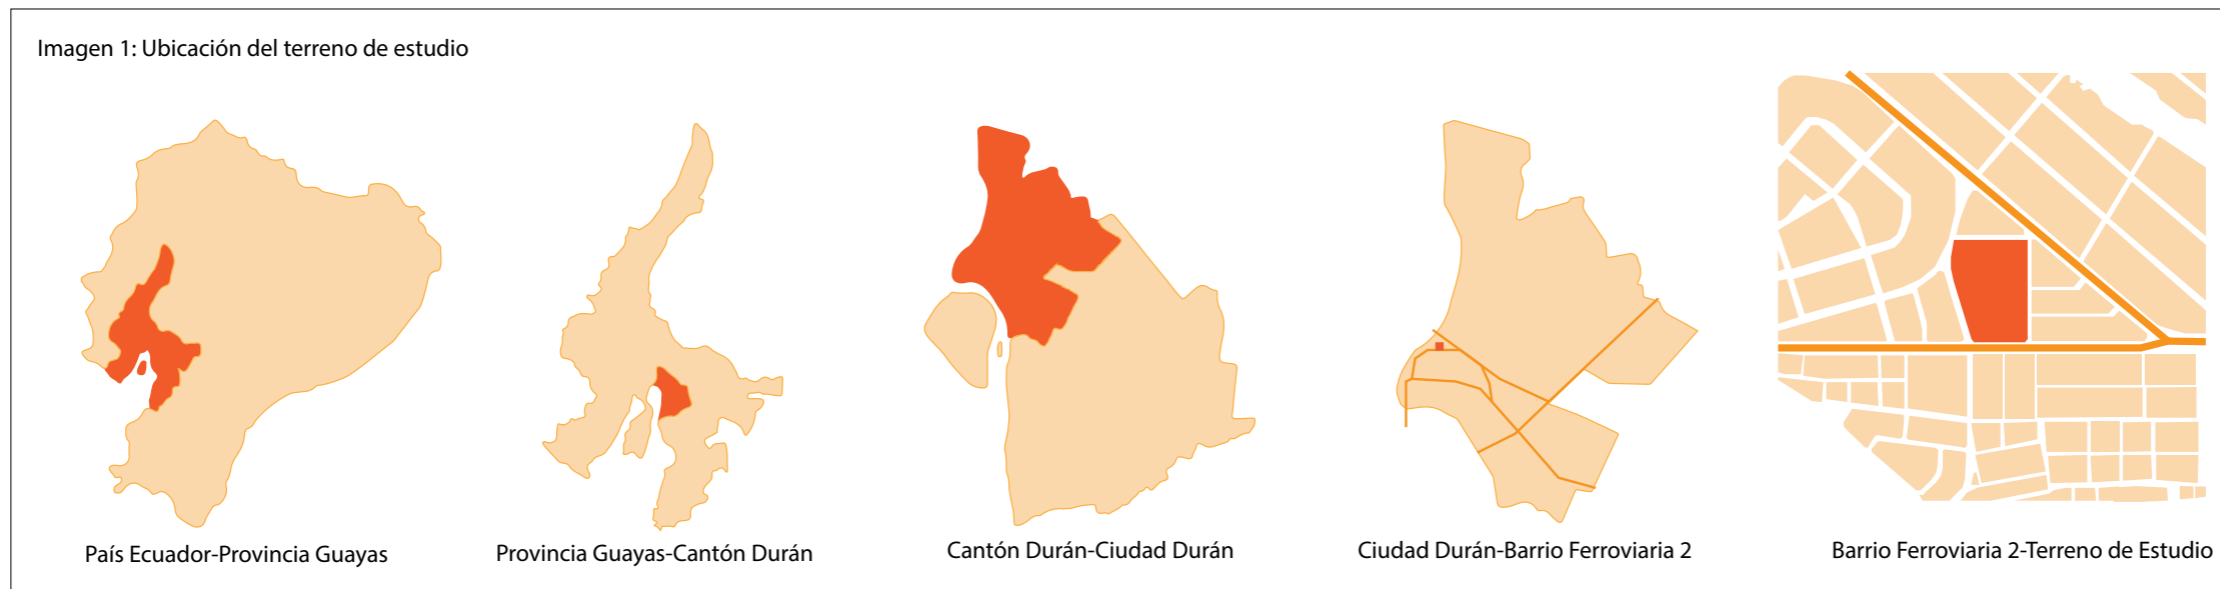 Imagen 1: Ubicación del terreno de estudio
País Ecuador-Provincia Guayas
Provincia Guayas-Cantón Durán
Cantón Durán-Ciudad Durán
Ciudad Durán-Barrio Ferroviaria 2
Barrio Ferroviaria 2-Terreno de Estudio